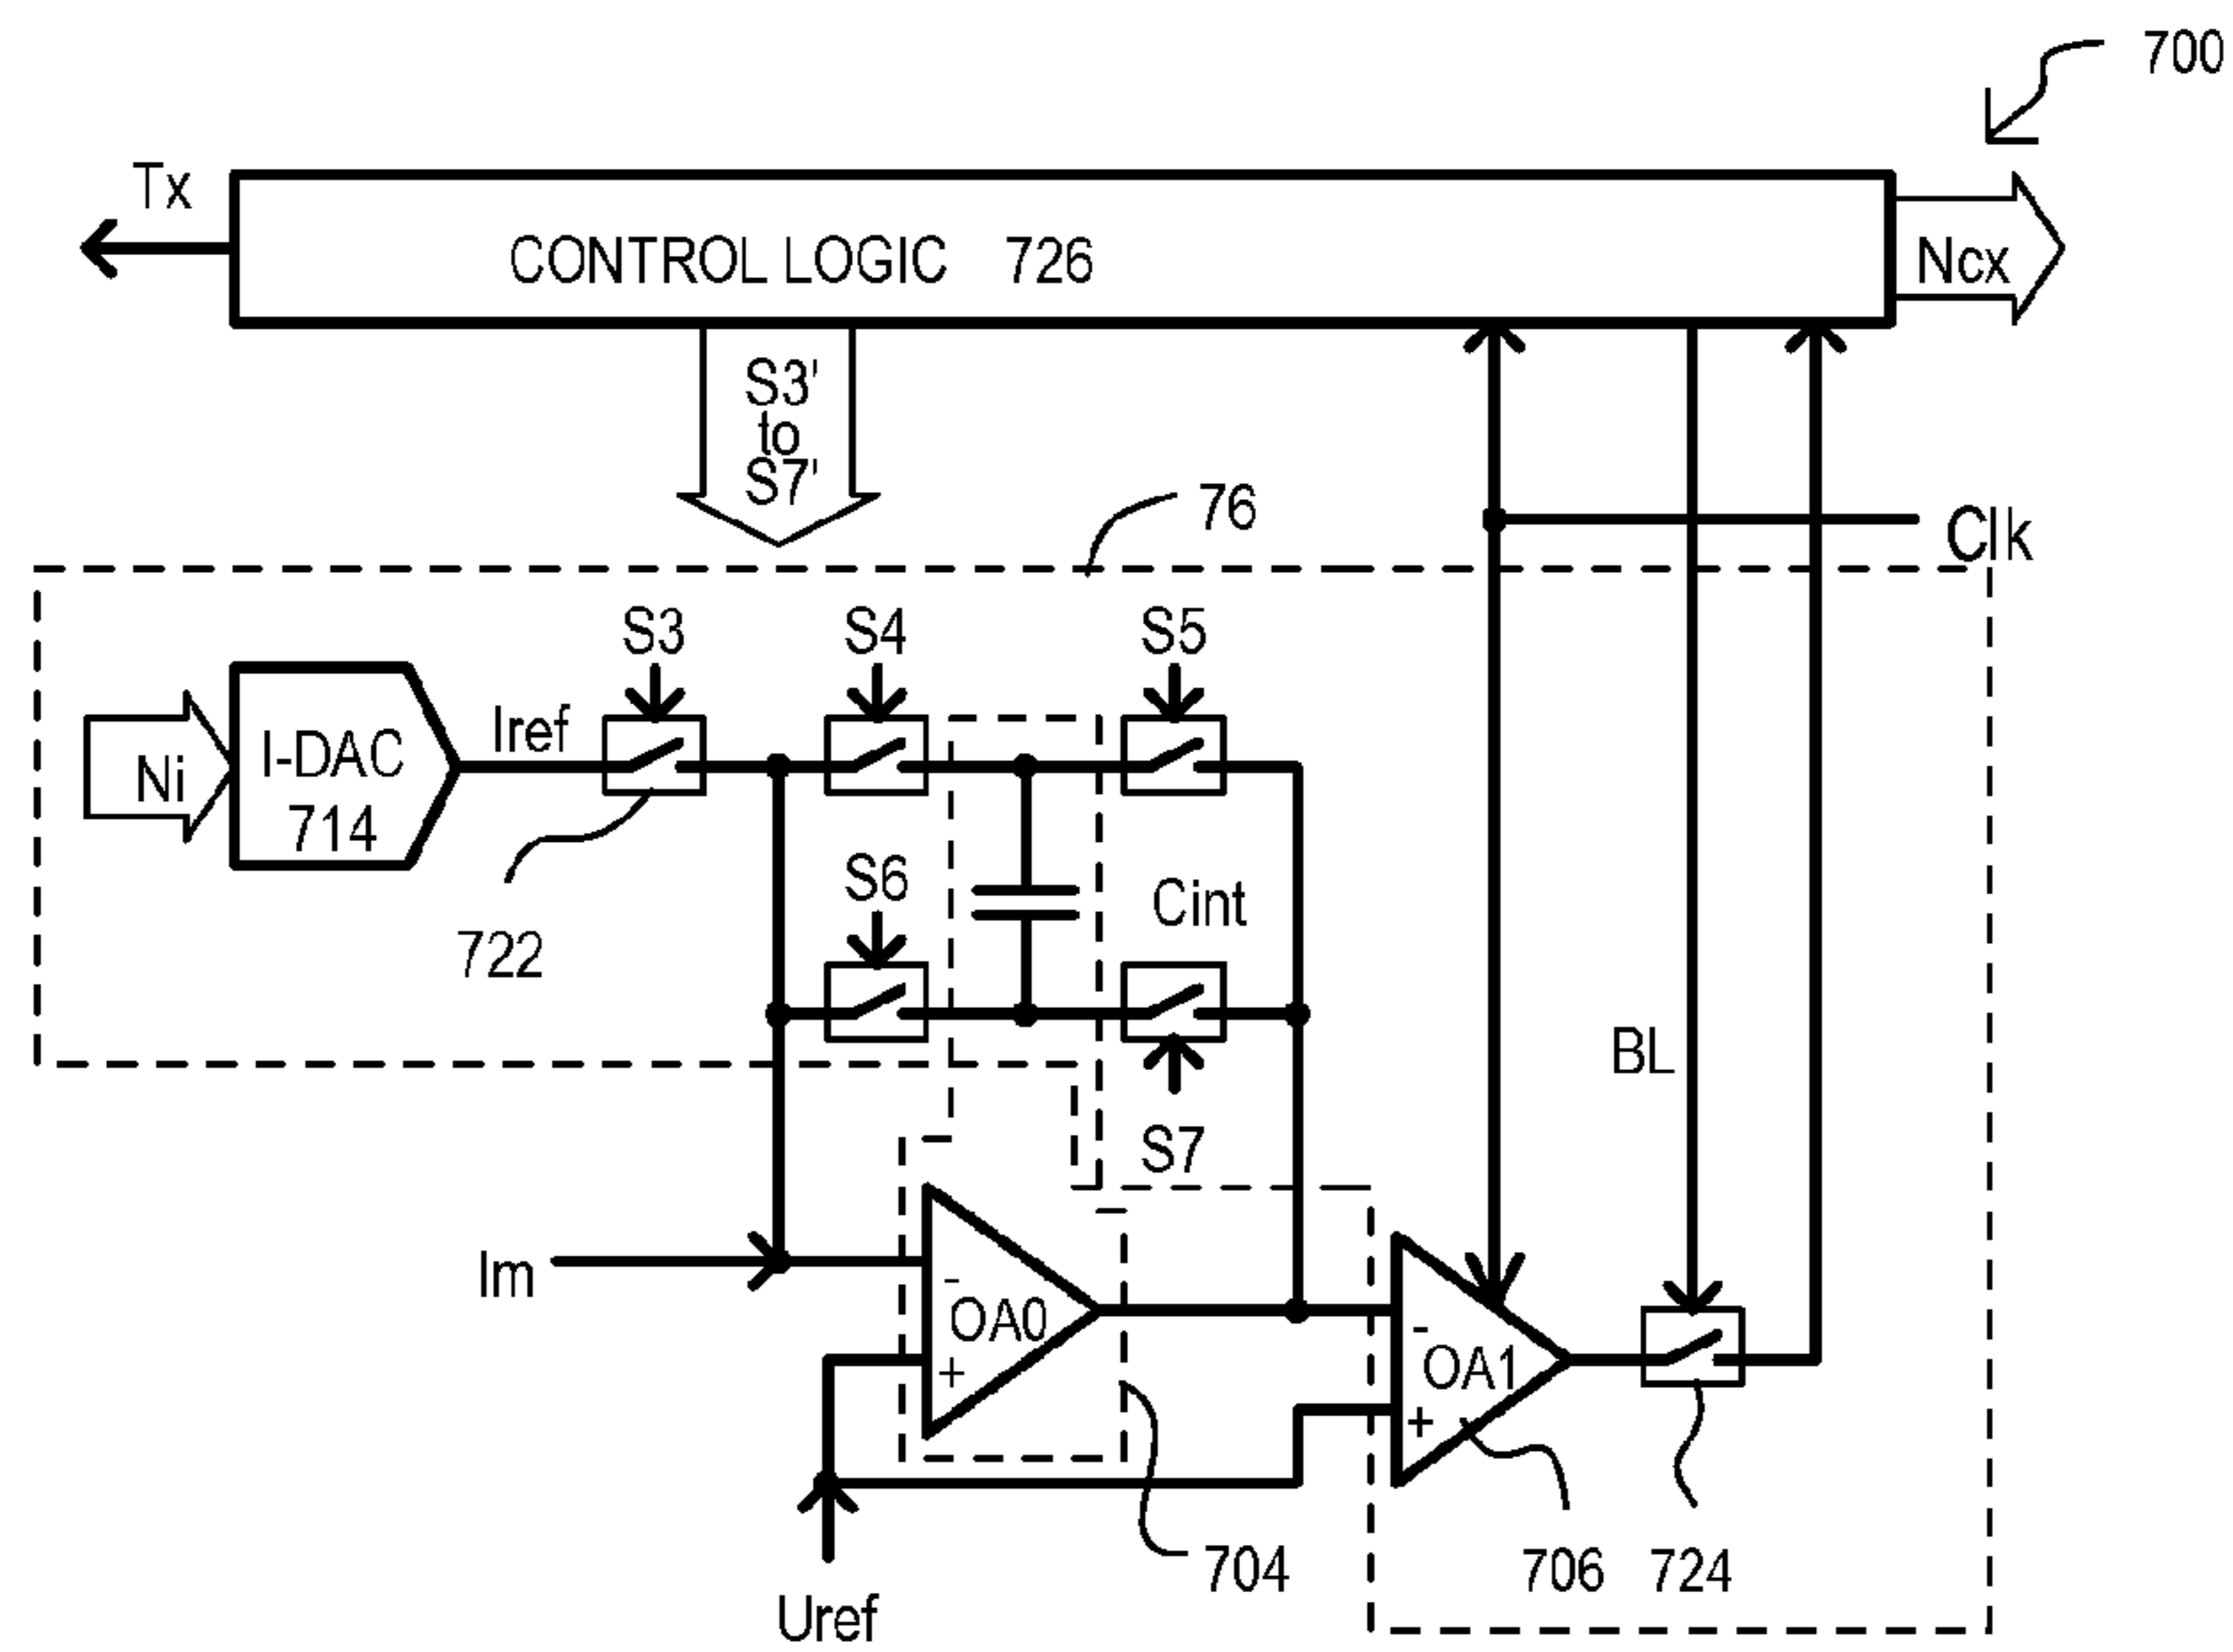 700
Tx
CONTROL LOGIC 726
Ncx
S3'
to
S7'
76
Clk
S3
S4
S5
Iref
Ni
I-DAC
714
S6
Cint
722
BL
S7
Im
-
OA0
+
-
OA1
+
704
706
724
Uref